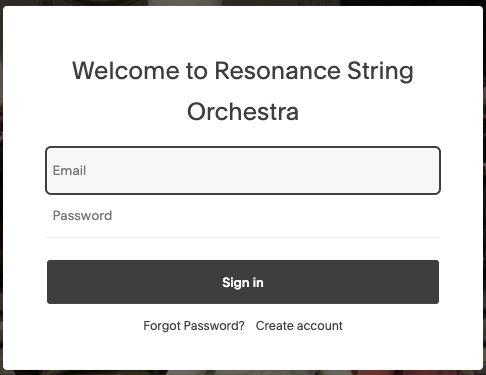 Welcome to Resonance String
Orchestra
Email
Password
Sign in
Forgot Password? Create account